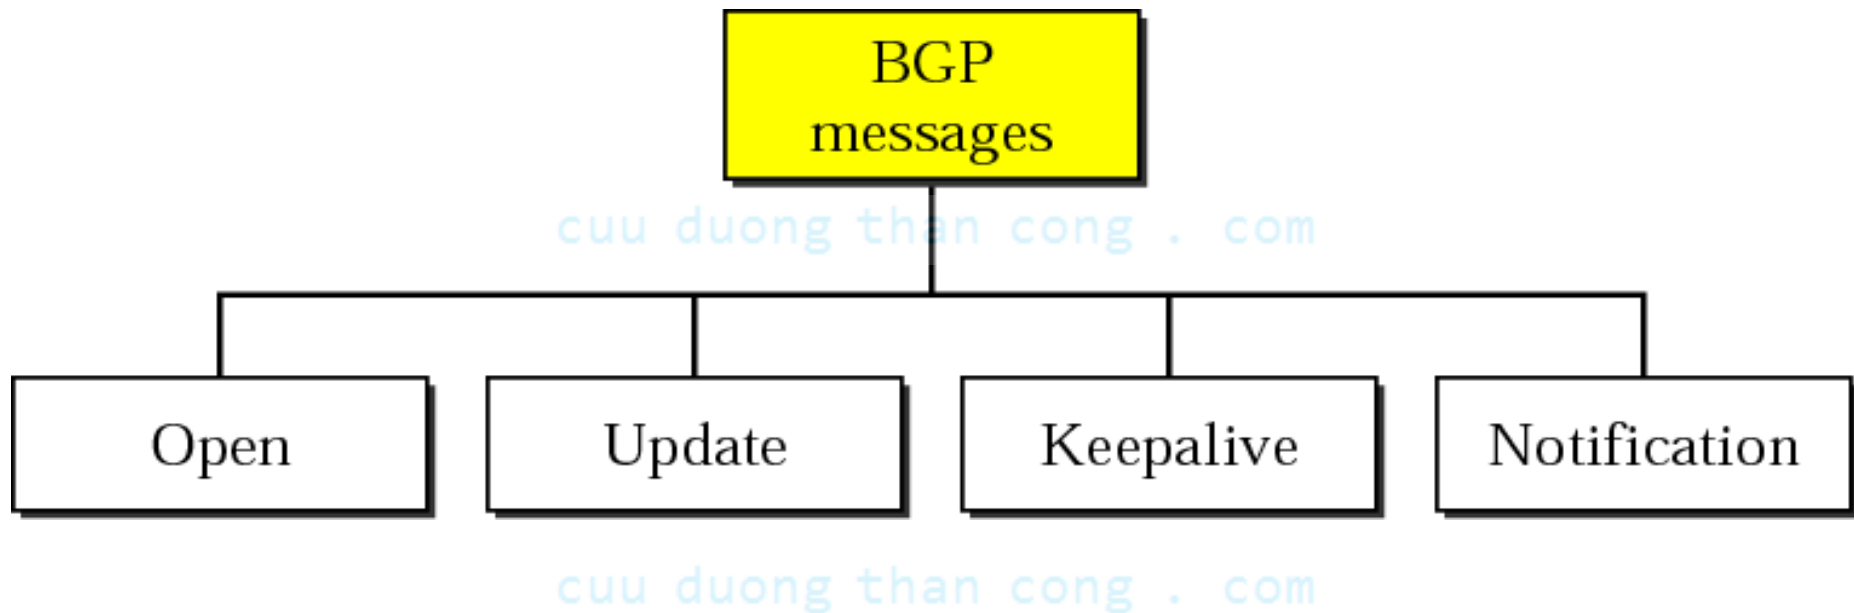 BGP
messages
cuu duong than cong . com
Open
Update
Keepalive
Notification
cuu duong than cong . com